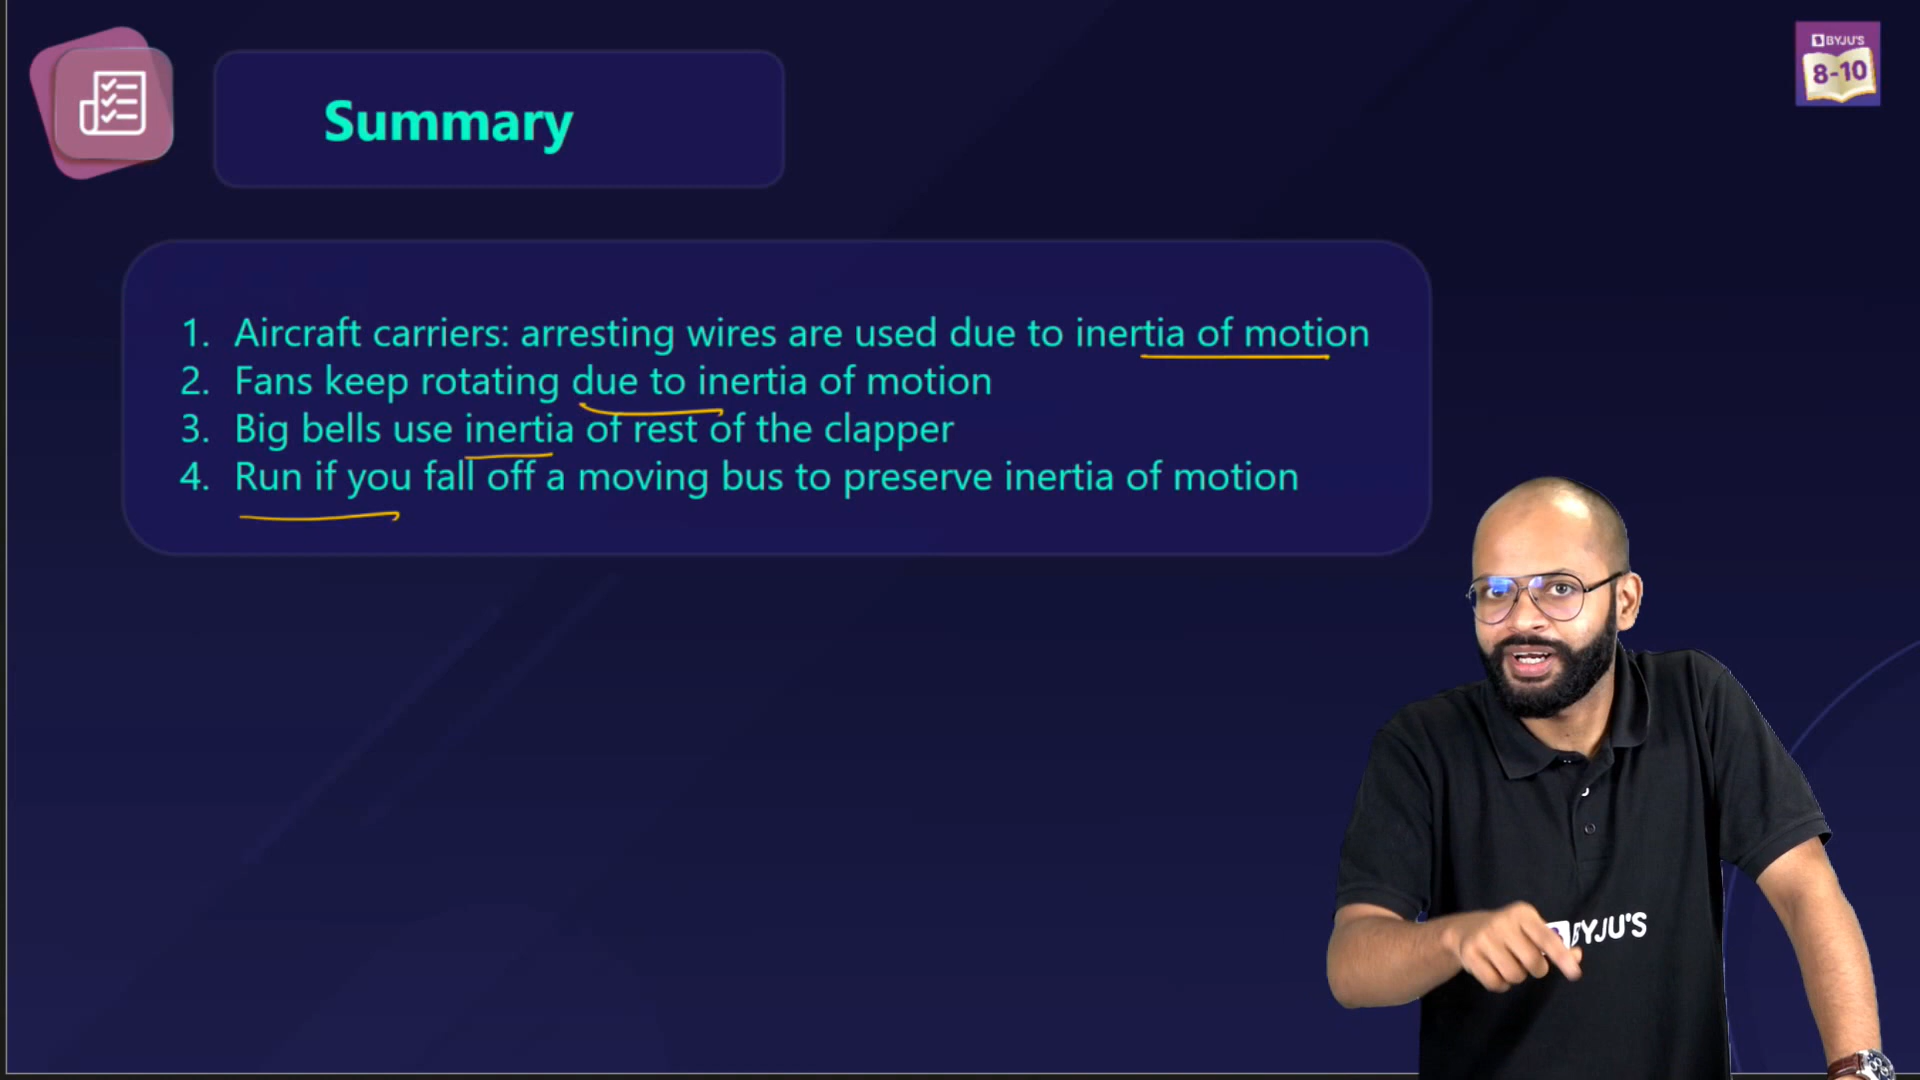 BYJU'S
8-10
Summary
1. Aircraft carriers: arresting wires are used due to inertia of motion
2. Fans keep rotating due to inertia of motion
3. Big bells use inertia of rest of the clapper
4. Run if you fall off a moving bus to preserve inertia of motion
BYJU'S